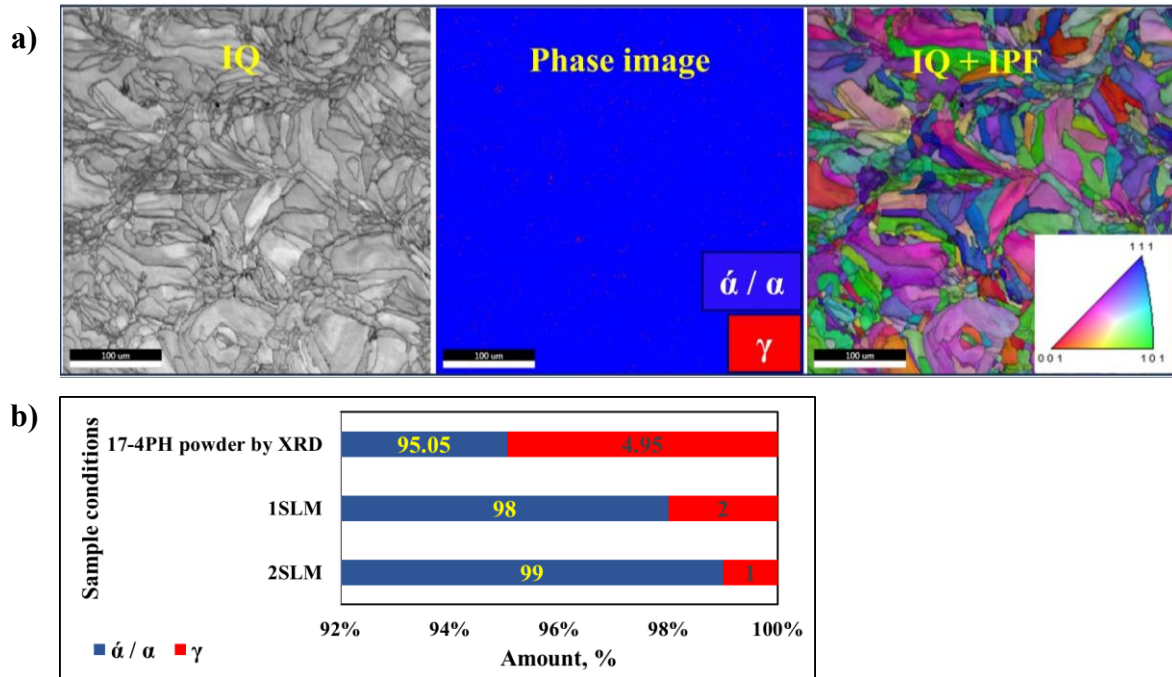 a)
IQ
Phase image
IQ + IPF
ά / α
γ
100 um
100 um
100 um
111
001
101
b)
Sample conditions
17-4PH powder by XRD
95.05
4.95
1SLM
98
2
2SLM
99
1
92%
94%
96%
98%
100%
Amount, %
ά / α
γ